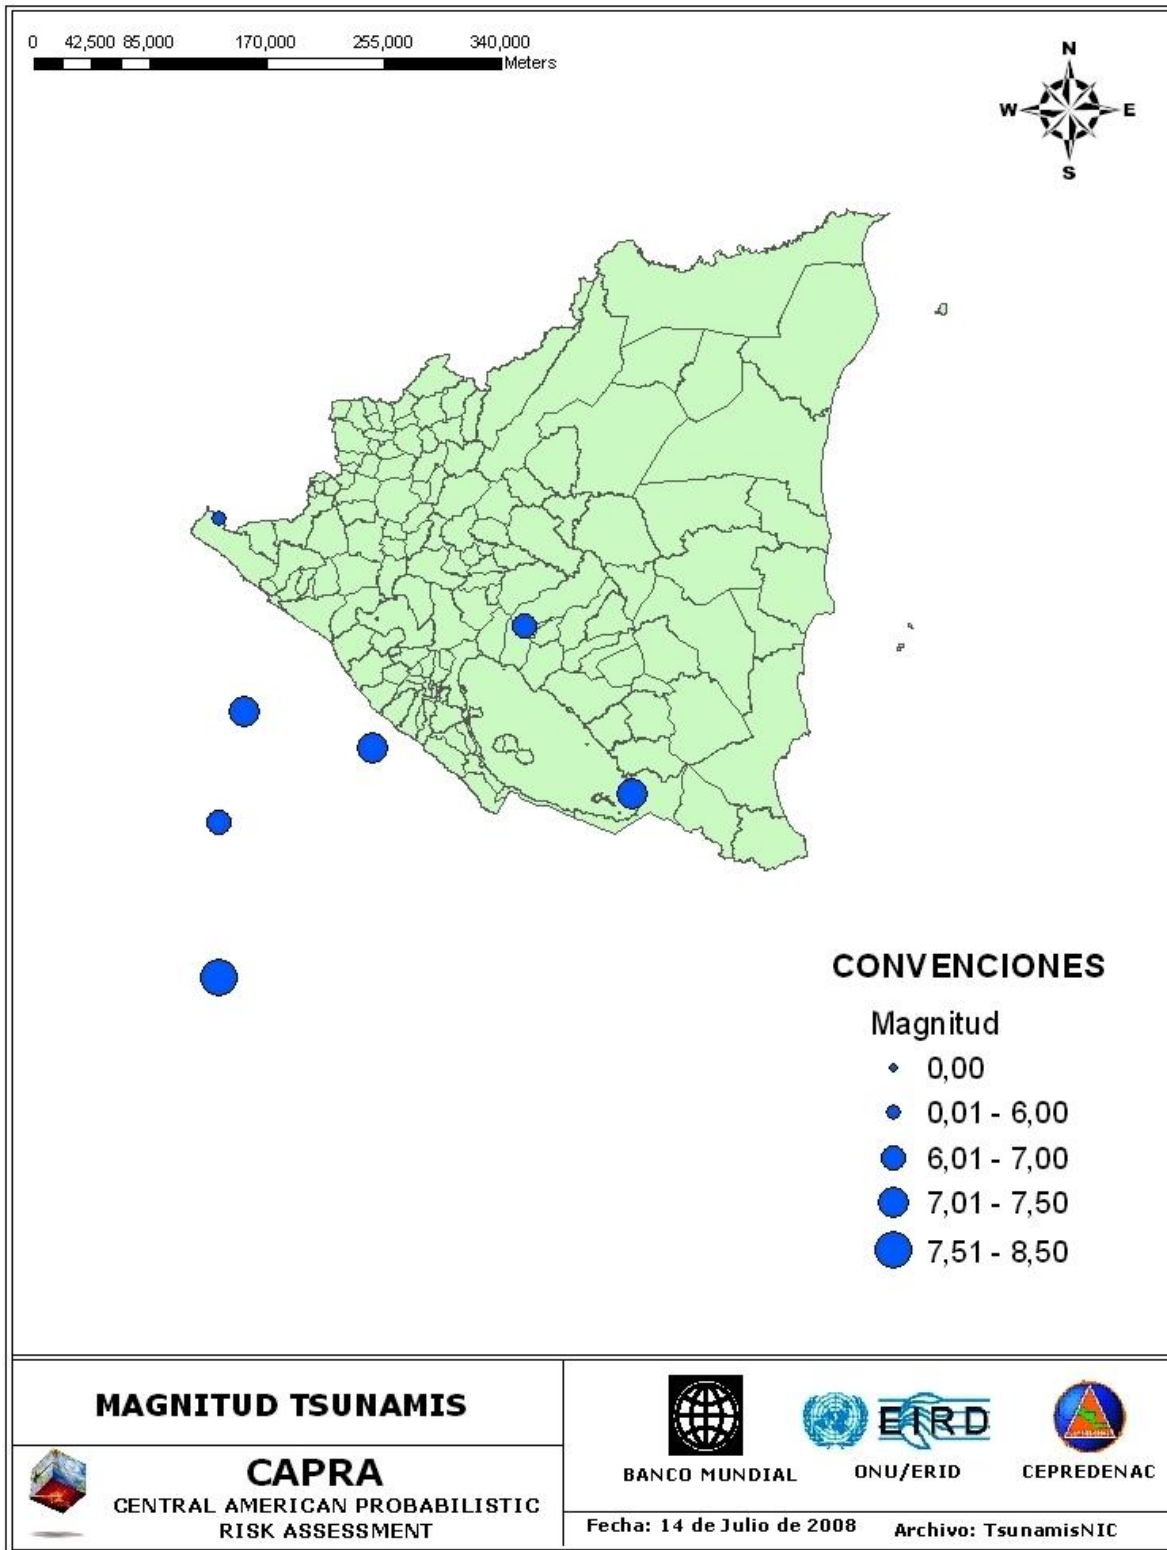 0 42,500 85,000 170,000 255,000 340,000
Meters
N
W E
S
CONVENCIONES
Magnitud
0,00
0,01 - 6,00
6,01 - 7,00
7,01 - 7,50
7,51 - 8,50
MAGNITUD TSUNAMIS
CAPRA
CENTRAL AMERICAN PROBABILISTIC
RISK ASSESSMENT
EIRD
BANCO MUNDIAL ONU/ERID CEPREDENAC
Fecha: 14 de Julio de 2008 Archivo: TsunamisNIC